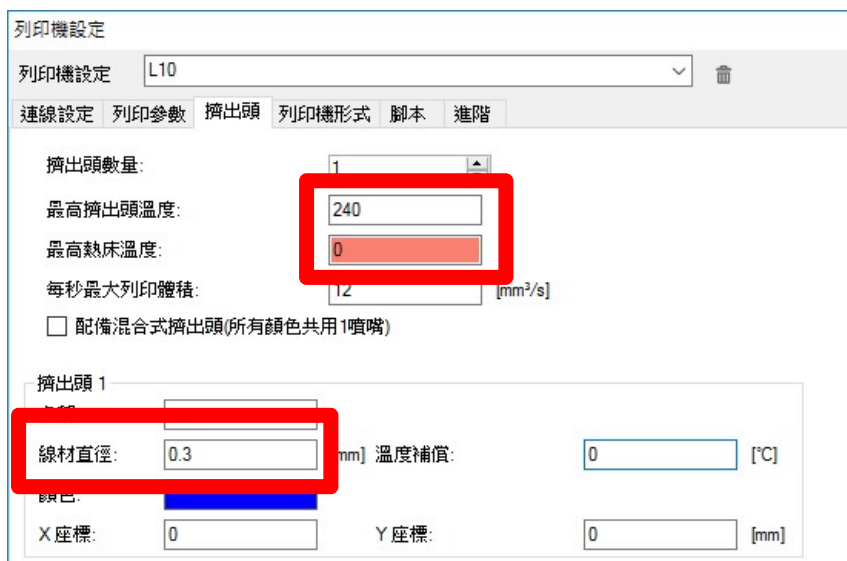 列印機設定
列印機設定 L10
連線設定 列印參數 擠出頭 列印機形式 腳本 進階
擠出頭數量: 1
最高擠出頭溫度: 240
最高熱床溫度: 0
每秒最大列印體積: 12 [mm³/s]
配備混合式擠出頭(所有顏色共用1噴嘴)
擠出頭 1
線材直徑: 0.3 mm] 溫度補償: 0 [°C]
顏色:
X 座標: 0 Y 座標: 0 [mm]